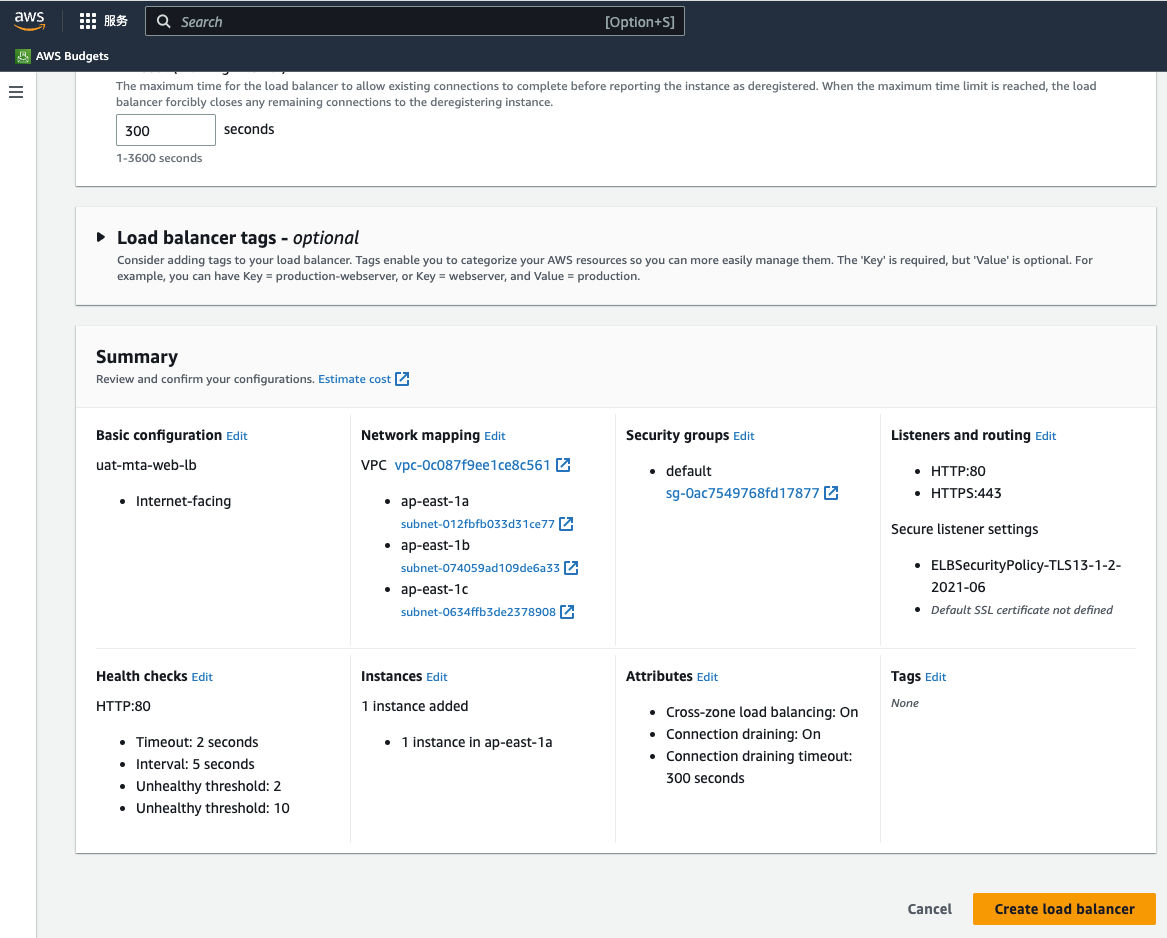 aws
服务
Search
[Option+S]
AWS Budgets
The maximum time for the load balancer to allow existing connections to complete before reporting the instance as deregistered. When the maximum time limit is reached, the load
balancer forcibly closes any remaining connections to the deregistering instance.
300
seconds
1-3600 seconds
Load balancer tags - optional
Consider adding tags to your load balancer. Tags enable you to categorize your AWS resources so you can more easily manage them. The 'Key' is required, but 'Value' is optional. For
example, you can have Key = production-webserver, or Key = webserver, and Value = production.
Summary
Review and confirm your configurations. Estimate cost
Basic configuration Edit
uat-mta-web-lb
Internet-facing
Network mapping Edit
VPC vpc-0c087f9ee1ce8c561
ap-east-1a
subnet-012fbfb033d31ce77
ap-east-1b
subnet-074059ad109de6a33
ap-east-1c
subnet-0634ffb3de2378908
Security groups Edit
default
sg-0ac7549768fd17877
Listeners and routing Edit
HTTP:80
HTTPS:443
Secure listener settings
ELBSecurityPolicy-TLS13-1-2-
2021-06
Default SSL certificate not defined
Health checks Edit
HTTP:80
Timeout: 2 seconds
Interval: 5 seconds
Unhealthy threshold: 2
Unhealthy threshold: 10
Instances Edit
1 instance added
1 instance in ap-east-1a
Attributes Edit
Cross-zone load balancing: On
Connection draining: On
Connection draining timeout:
300 seconds
Tags Edit
None
Cancel
Create load balancer